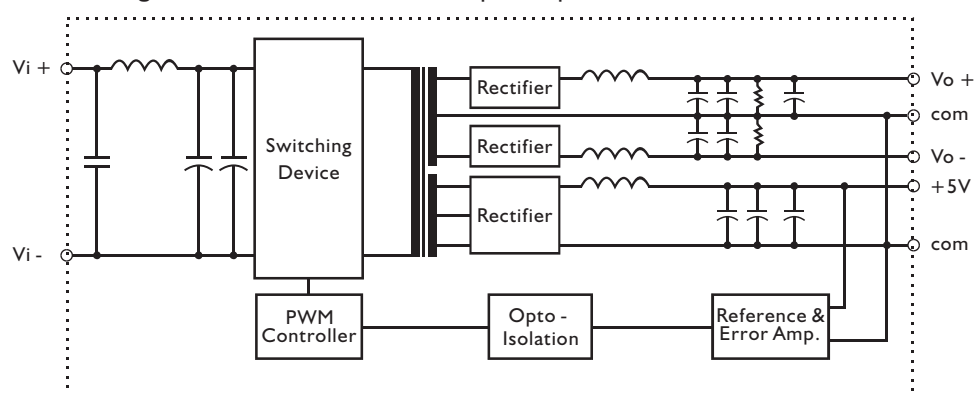 Vi +
Vi -
Switching
Device
PWM
Controller
Rectifier
Rectifier
Rectifier
Opto -
Isolation
Reference &
Error Amp.
Vo +
com
Vo -
+5V
com